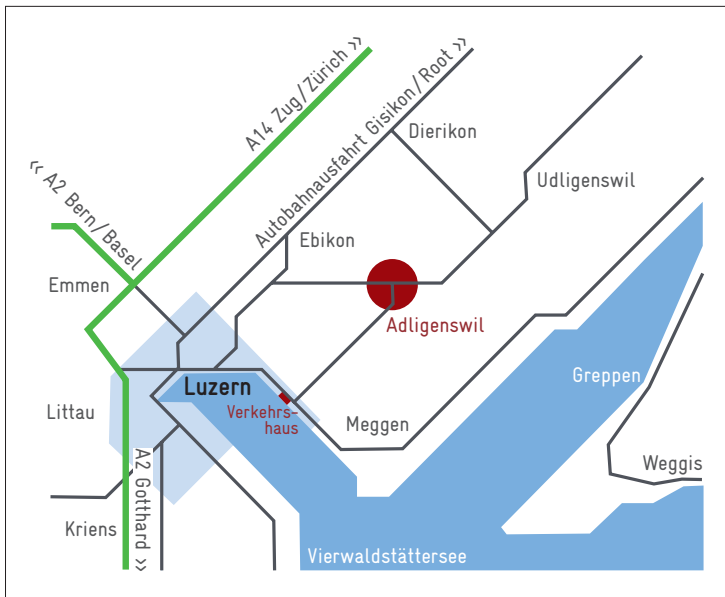 A14 Zug/Zürich >>
Autobahnausfahrt Gisikon/Root >>
Dierikon
<< A2 Bern/Basel
Udligenswil
Ebikon
Emmen
Adligenswil
Greppen
Luzern
Littau
Verkehrs-
haus
Meggen
Weggis
A2 Gotthard >>
Kriens
Vierwaldstättersee